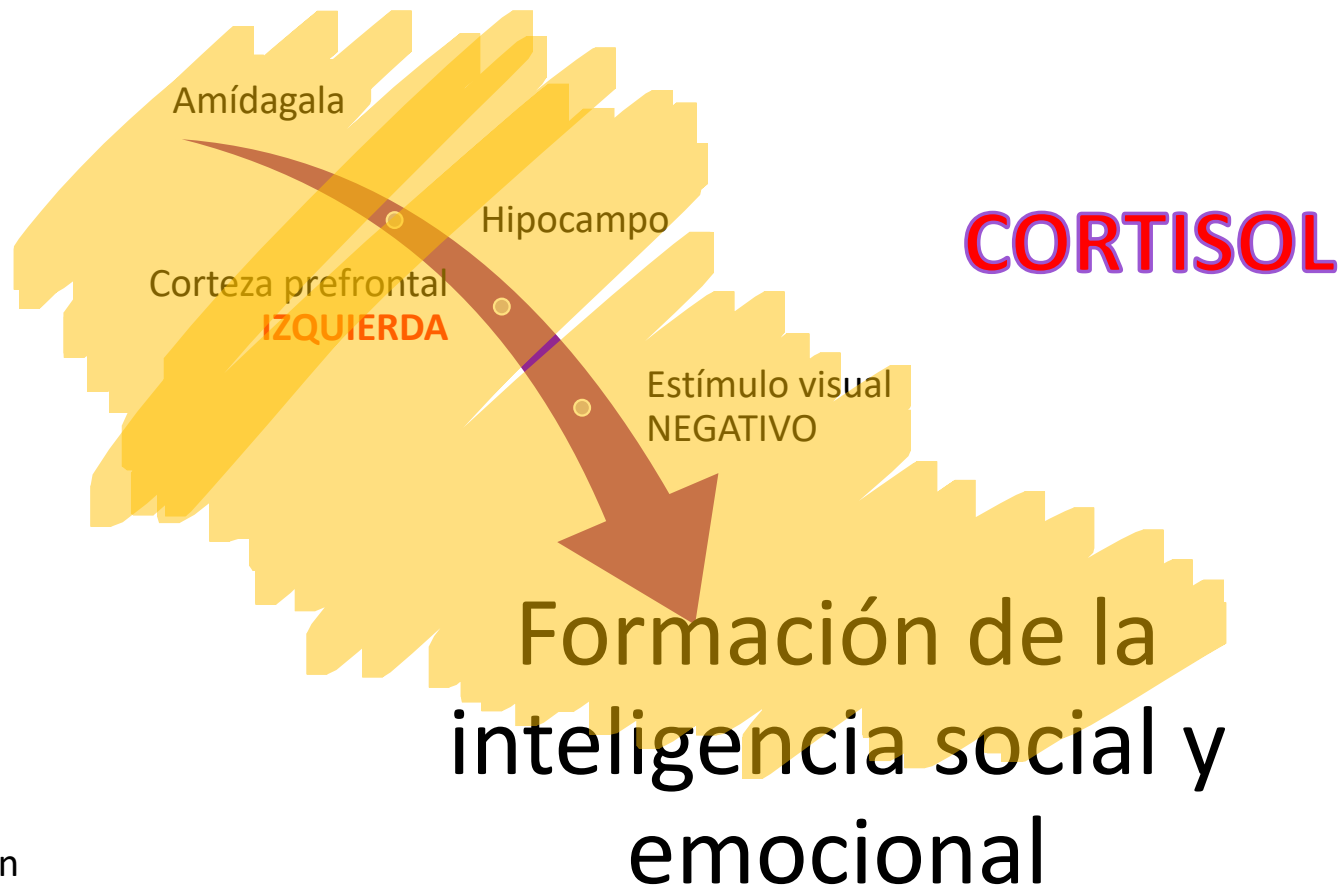 Amídagala
Hipocampo
CORTISOL
Corteza prefrontal
IZQUIERDA
Estímulo visual
NEGATIVO
Formación de la
inteligencia social y
emocional
n